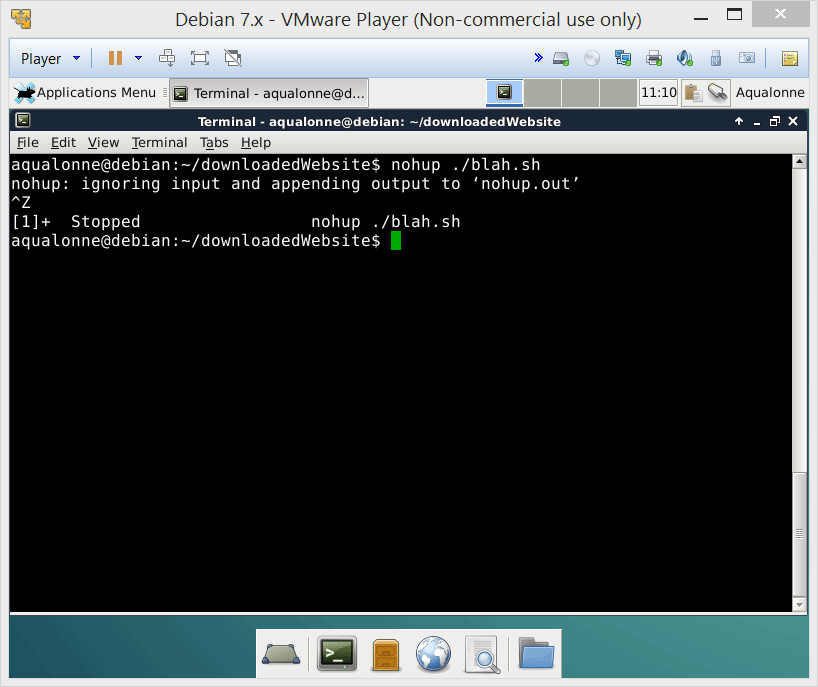 Debian 7.x - VMware Player (Non-commercial use only)
Player
Applications Menu
Terminal - aqualonne@d...
11:10
Aqualonne
Terminal - aqualonne@debian: ~/downloadedWebsite
File Edit View Terminal Tabs Help
aqualonne@debian:~/downloadedWebsite$ nohup ./blah.sh
nohup: ignoring input and appending output to ‘nohup.out’
^Z
[1]+  Stopped                 nohup ./blah.sh
aqualonne@debian:~/downloadedWebsite$